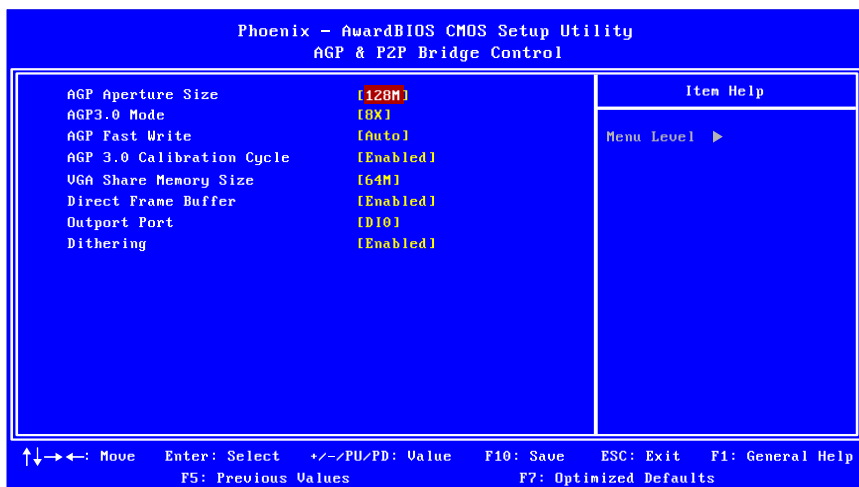 Phoenix – AwardBIOS CMOS Setup Utility
AGP & P2P Bridge Control
AGP Aperture Size [128M]
AGP3.0 Mode [8X]
AGP Fast Write [Auto]
AGP 3.0 Calibration Cycle [Enabled]
VGA Share Memory Size [64M]
Direct Frame Buffer [Enabled]
Outport Port [DI0]
Dithering [Enabled]
Item Help
Menu Level ▶
↑↓→←: Move Enter: Select +/-/PU/PD: Value F10: Save ESC: Exit F1: General Help
F5: Previous Values F7: Optimized Defaults